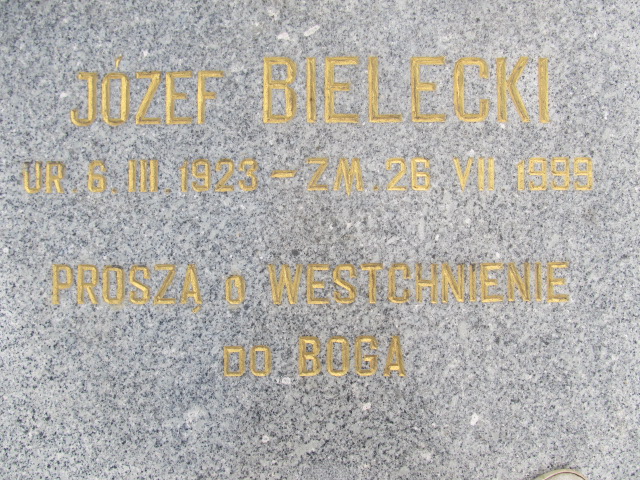 JÓZEF BIELECKI
UR. 6. III. 1923 – ZM. 26 VII 1999
PROSZĄ o WESTCHNIENIE
DO BOGA